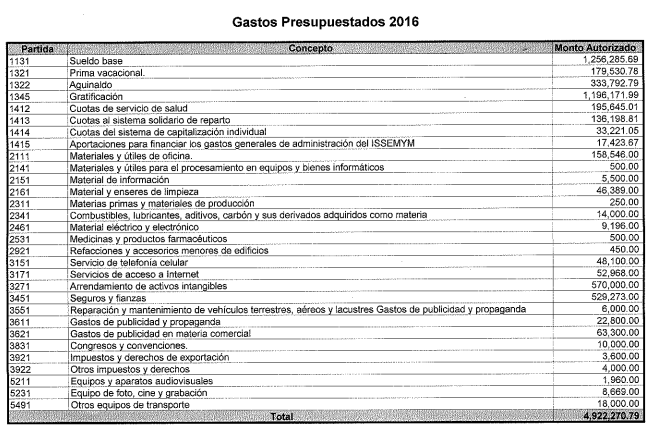 Gastos Presupuestados 2016
Partida Concepto Monto Autorizado
1131 Sueldo base 1,256,285.69
1321 Prima vacacional. 179,530.78
1322 Aguinaldo 333,792.79
1345 Gratificación 1,196,171.99
1412 Cuotas de servicio de salud 195,645.01
1413 Cuotas al sistema solidario de reparto 136,198.81
1414 Cuotas del sistema de capitalización individual 33,221.05
1415 Aportaciones para financiar los gastos generales de administración del ISSEMYM 17,423.67
2111 Materiales y útiles de oficina. 158,546.00
2141 Materiales y útiles para el procesamiento en equipos y bienes informáticos 500.00
2151 Material de información 5,500.00
2161 Material y enseres de limpieza 46,389.00
2311 Materias primas y materiales de producción 250.00
2341 Combustibles, lubricantes, aditivos, carbón y sus derivados adquiridos como materia 14,000.00
2461 Material eléctrico y electrónico 9,196.00
2531 Medicinas y productos farmacéuticos 500.00
2921 Refacciones y accesorios menores de edificios 450.00
3151 Servicio de telefonía celular 48,100.00
3171 Servicios de acceso a Internet 52,968.00
3271 Arrendamiento de activos intangibles 570,000.00
3451 Seguros y fianzas 529,273.00
3551 Reparación y mantenimiento de vehículos terrestres, aéreos y lacustres Gastos de publicidad y propaganda 6,000.00
3611 Gastos de publicidad y propaganda 22,800.00
3621 Gastos de publicidad en materia comercial 63,300.00
3831 Congresos y convenciones. 10,000.00
3921 Impuestos y derechos de exportación 3,600.00
3922 Otros impuestos y derechos 4,000.00
5211 Equipos y aparatos audiovisuales 1,960.00
5231 Equipo de foto, cine y grabación 8,669.00
5491 Otros equipos de transporte 18,000.00
Total 4,922,270.79